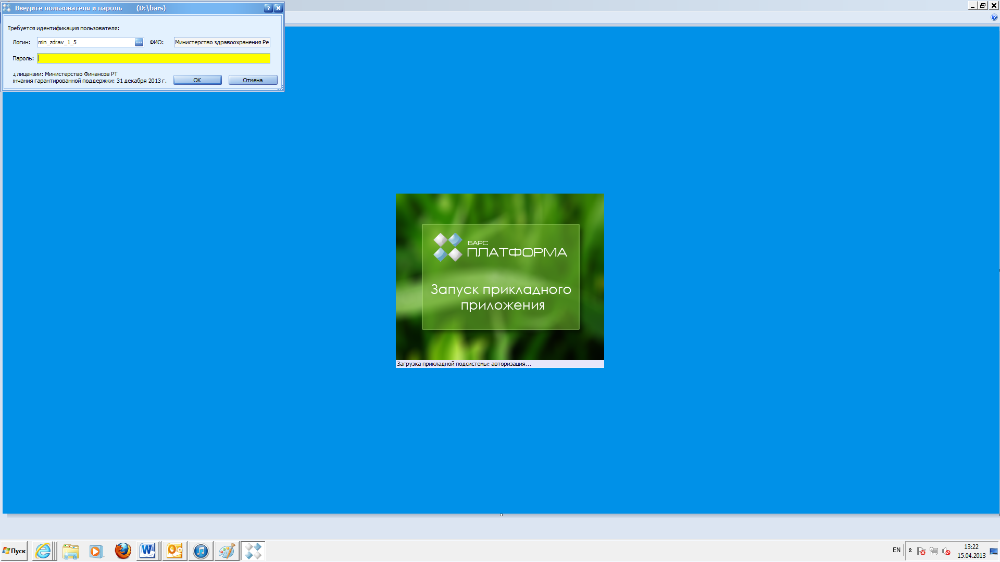 Введите пользователя и пароль (D:\bars)
Требуется идентификация пользователя:
Логин: min_zdrav_1_5 ФИО: Министерство здравоохранения Ре
Пароль:
ц лицензии: Министерство Финансов РТ
нчания гарантированной поддержки: 31 декабря 2013 г.
OK Отмена
БАРС
ПЛАТФОРМА
Запуск прикладного
приложения
Загрузка прикладной подсистемы: авторизация...
Пуск
EN
13:22
15.04.2013